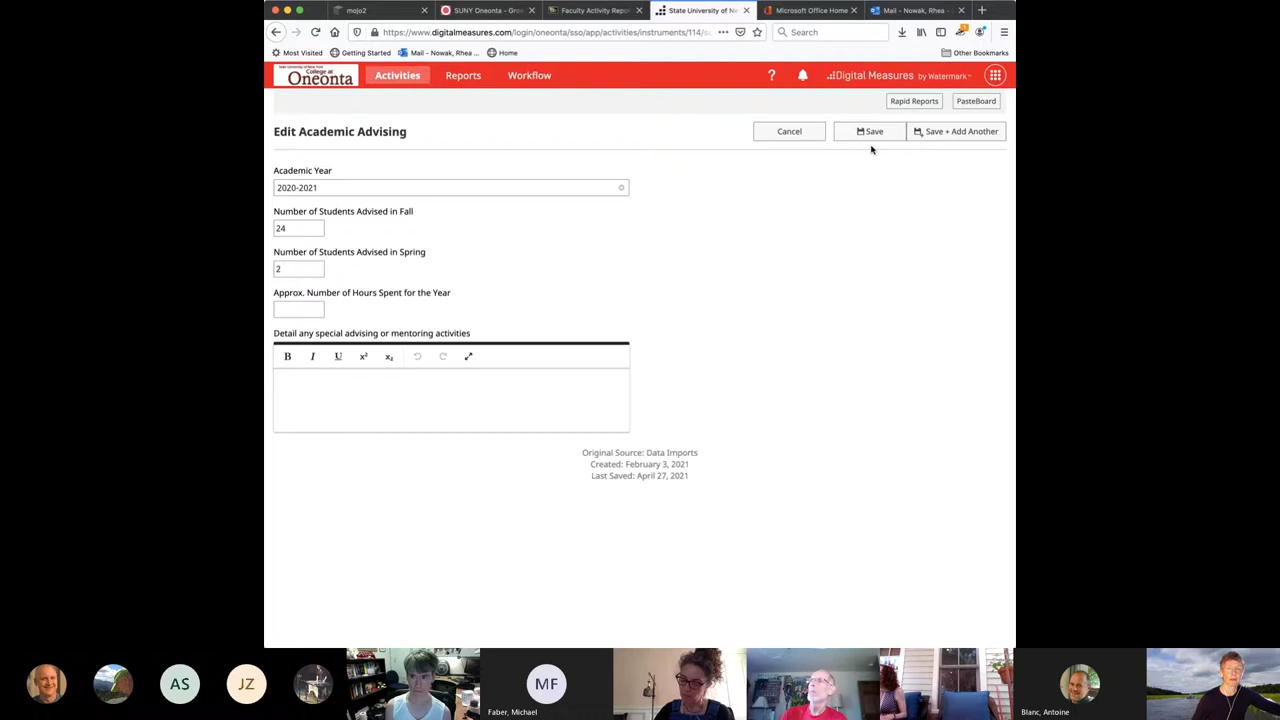 mojo2
SUNY Oneonta - Gro
Faculty Activity Repor
State University of Ne
Microsoft Office Home
Mail - Nowak, Rhea -
https://www.digitalmeasures.com/login/oneonta/sso/app/activities/instruments/114/
Search
Most Visited
Getting Started
Mail - Nowak, Rhea ...
Home
Other Bookmarks
College at
Oneonta
Activities
Reports
Workflow
?
Digital Measures by Watermark
Rapid Reports
PasteBoard
Edit Academic Advising
Cancel
Save
Save + Add Another
Academic Year
2020-2021
Number of Students Advised in Fall
24
Number of Students Advised in Spring
2
Approx. Number of Hours Spent for the Year
Detail any special advising or mentoring activities
B I U x² x₂
Original Source: Data Imports
Created: February 3, 2021
Last Saved: April 27, 2021
AS
JZ
MF
Faber, Michael
Blanc, Antoine